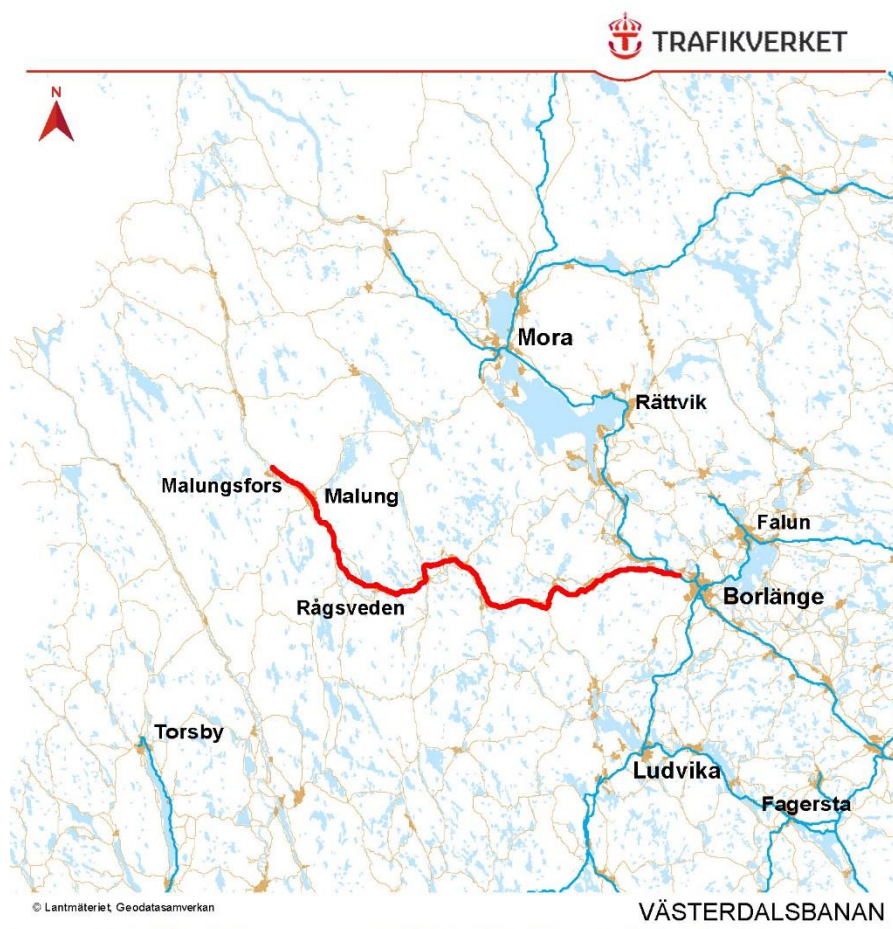 TRAFIKVERKET
N
Mora
Rättvik
Malungsfors
Malung
Falun
Rågsveden
Borlänge
Torsby
Ludvika
Fagersta
© Lantmäteriet, Geodatasamverkan
VÄSTERDALSBANAN